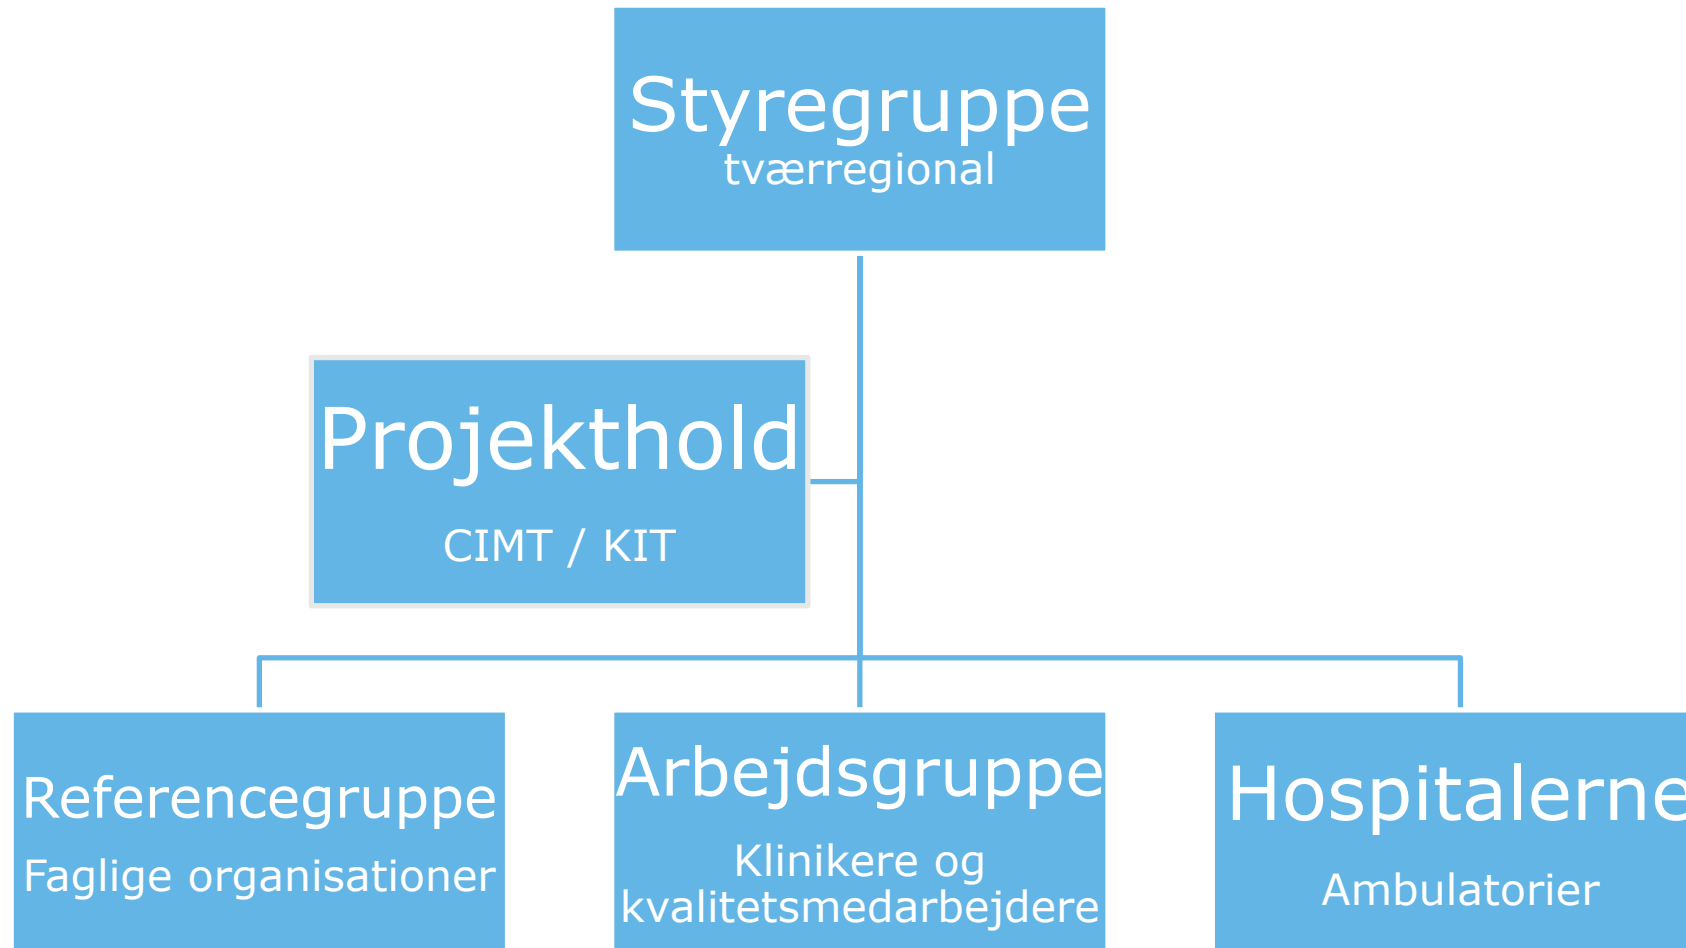 Styregruppe
tværregional
Projekthold
CIMT / KIT
Referencegruppe
Faglige organisationer
Arbejdsgruppe
Klinikere og
kvalitetsmedarbejdere
Hospitalerne
Ambulatorier